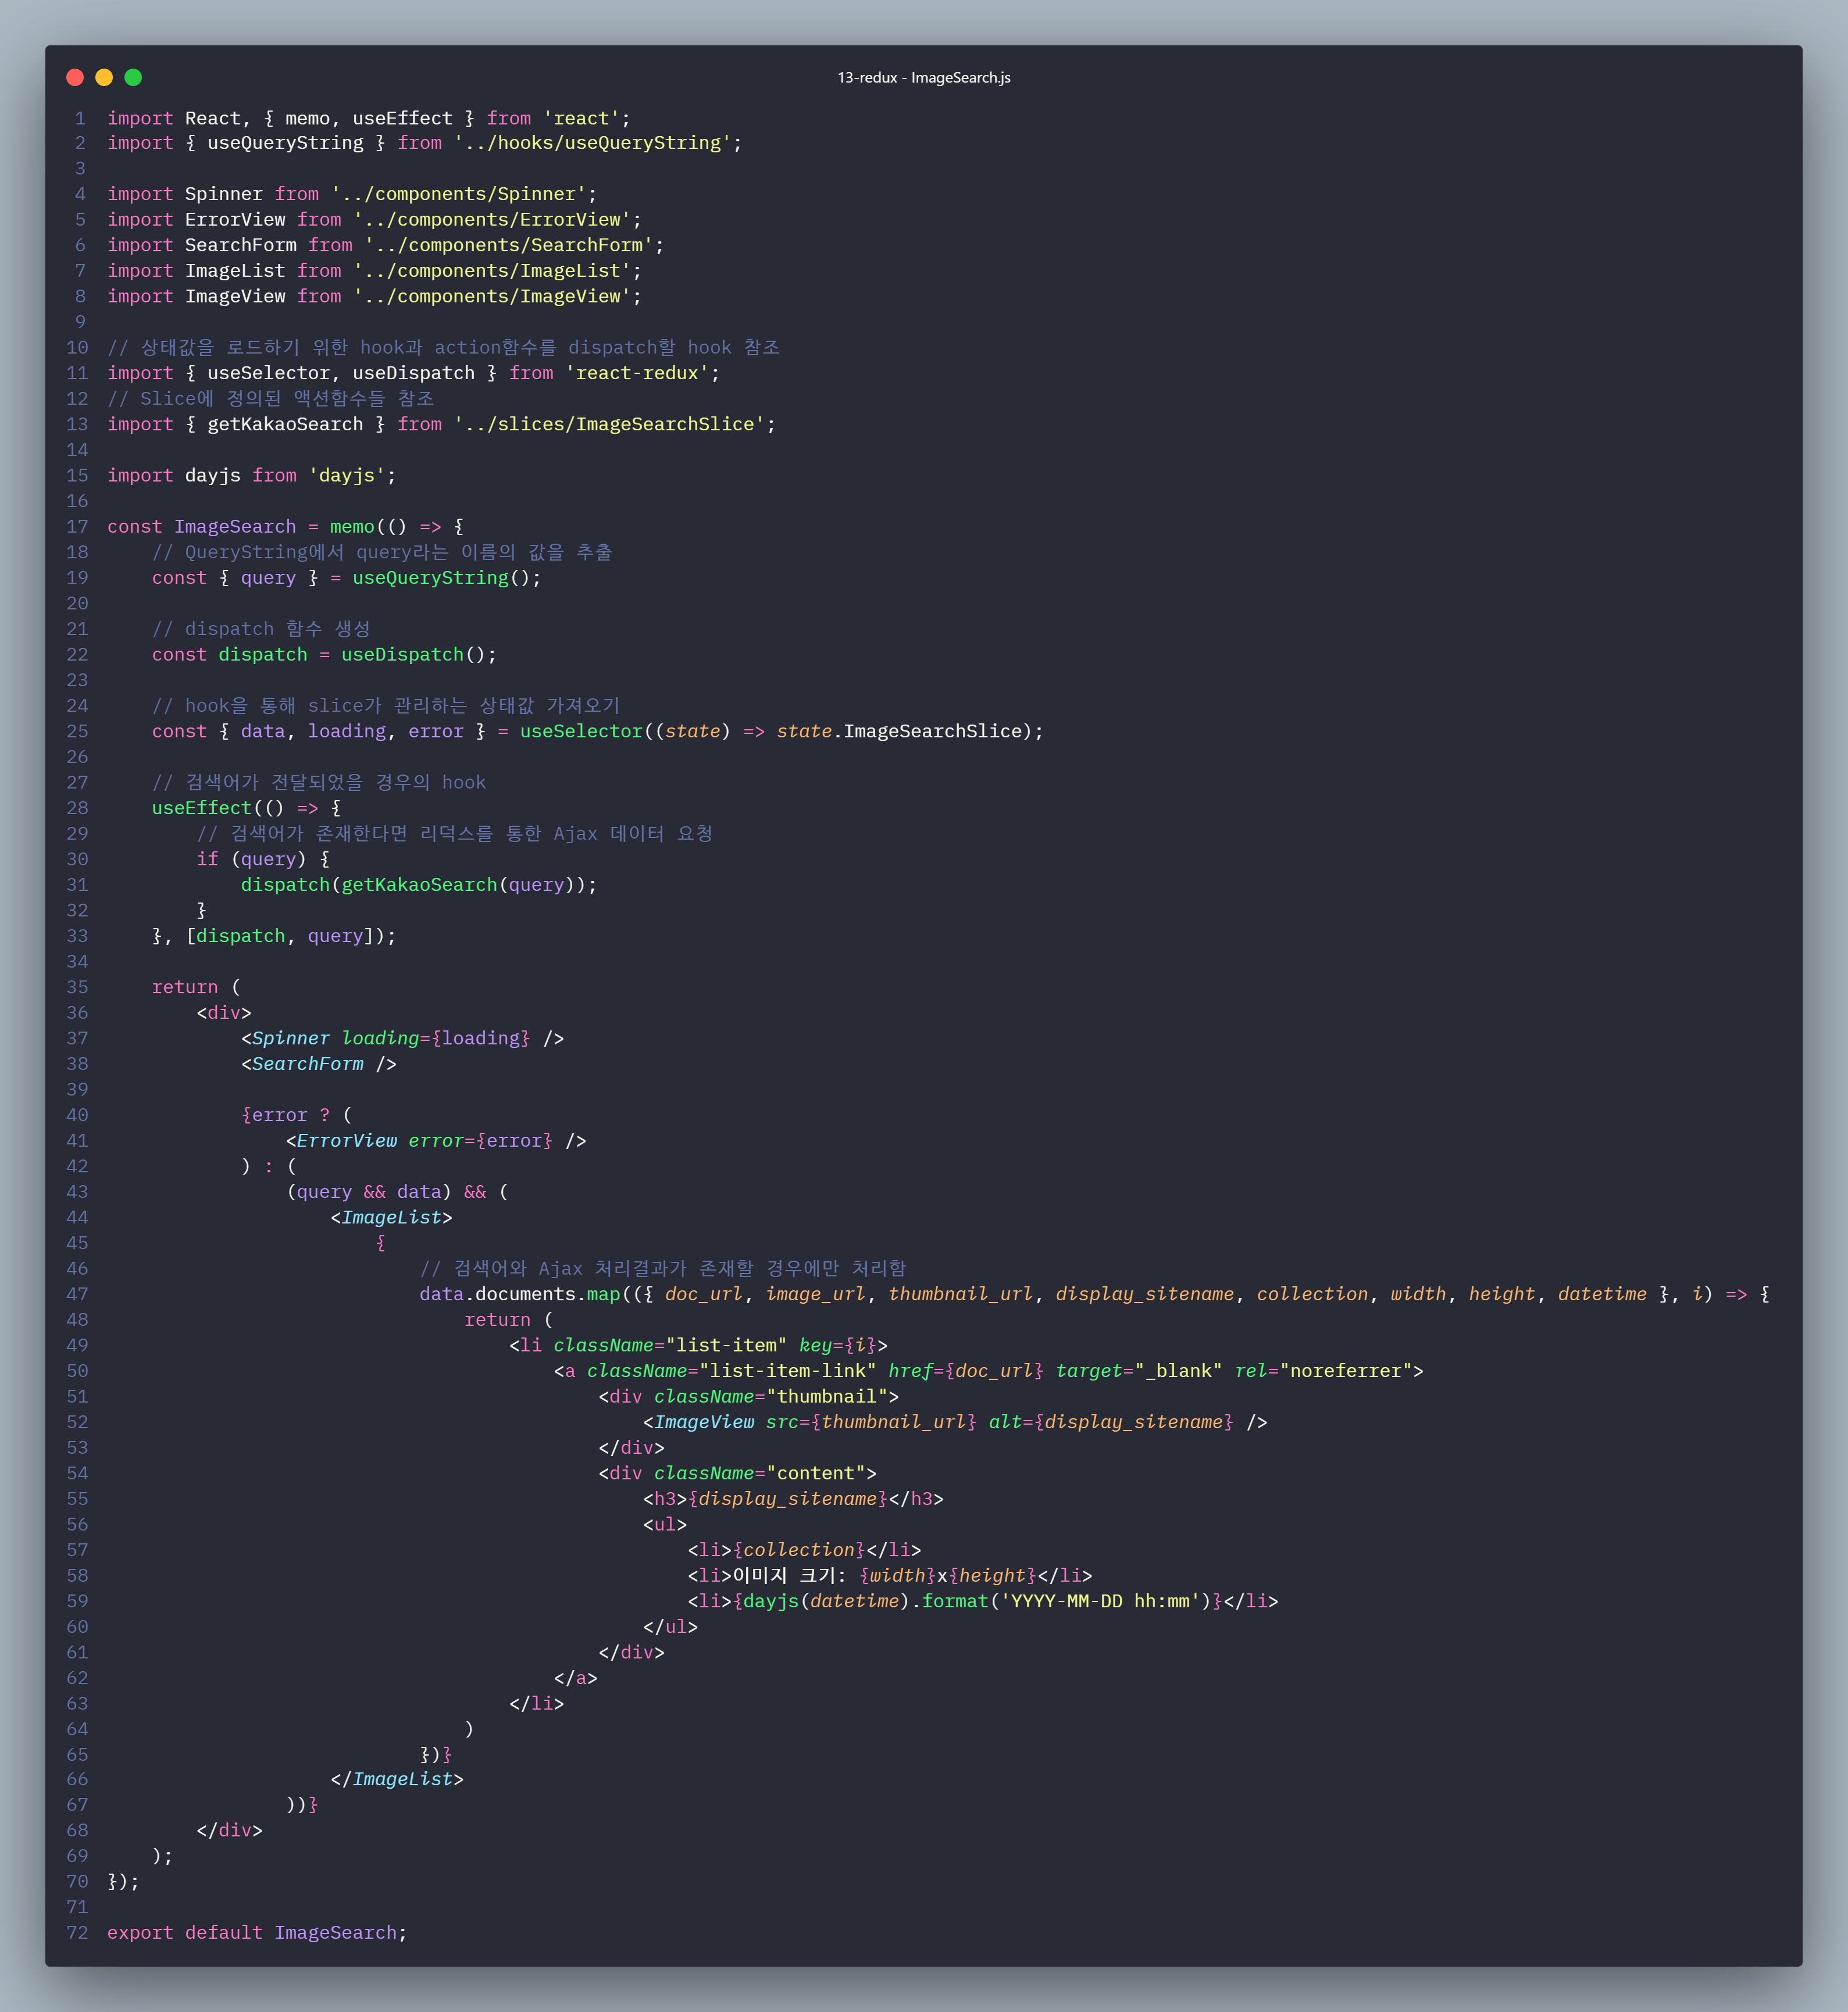 13-redux - ImageSearch.js
1 import React, { memo, useEffect } from 'react';
2 import { useQueryString } from '../hooks/useQueryString';
3
4 import Spinner from '../components/Spinner';
5 import ErrorView from '../components/ErrorView';
6 import SearchForm from '../components/SearchForm';
7 import ImageList from '../components/ImageList';
8 import ImageView from '../components/ImageView';
9
10 // 상태값을 로드하기 위한 hook과 action함수를 dispatch할 hook 참조
11 import { useSelector, useDispatch } from 'react-redux';
12 // Slice에 정의된 액션함수들 참조
13 import { getKakaoSearch } from '../slices/ImageSearchSlice';
14
15 import dayjs from 'dayjs';
16
17 const ImageSearch = memo(() => {
18     // QueryString에서 query라는 이름의 값을 추출
19     const { query } = useQueryString();
20
21     // dispatch 함수 생성
22     const dispatch = useDispatch();
23
24     // hook을 통해 slice가 관리하는 상태값 가져오기
25     const { data, loading, error } = useSelector((state) => state.ImageSearchSlice);
26
27     // 검색어가 전달되었을 경우의 hook
28     useEffect(() => {
29         // 검색어가 존재한다면 리덕스를 통한 Ajax 데이터 요청
30         if (query) {
31             dispatch(getKakaoSearch(query));
32         }
33     }, [dispatch, query]);
34
35     return (
36         <div>
37             <Spinner loading={loading} />
38             <SearchForm />
39
40             {error ? (
41                 <ErrorView error={error} />
42             ) : (
43                 (query && data) && (
44                     <ImageList>
45                         {
46                             // 검색어와 Ajax 처리결과가 존재할 경우에만 처리함
47                             data.documents.map(({ doc_url, image_url, thumbnail_url, display_sitename, collection, width, height, datetime }, i) => {
48                                 return (
49                                     <li className="list-item" key={i}>
50                                         <a className="list-item-link" href={doc_url} target="_blank" rel="noreferrer">
51                                             <div className="thumbnail">
52                                                 <ImageView src={thumbnail_url} alt={display_sitename} />
53                                             </div>
54                                             <div className="content">
55                                                 <h3>{display_sitename}</h3>
56                                                 <ul>
57                                                     <li>{collection}</li>
58                                                     <li>이미지 크기: {width}x{height}</li>
59                                                     <li>{dayjs(datetime).format('YYYY-MM-DD hh:mm')}</li>
60                                                 </ul>
61                                             </div>
62                                         </a>
63                                     </li>
64                                 )
65                             })}
66                     </ImageList>
67                 ))}
68         </div>
69     );
70 });
71
72 export default ImageSearch;